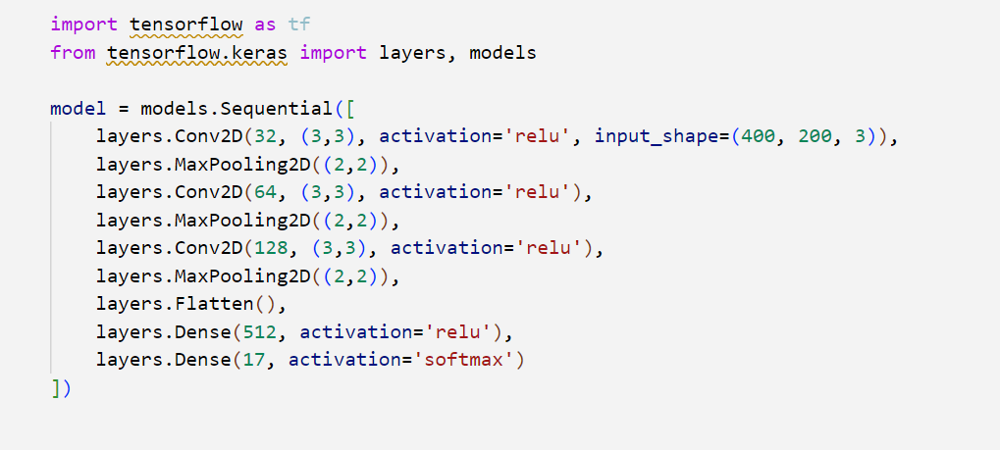 import tensorflow as tf
from tensorflow.keras import layers, models
model = models.Sequential([
layers.Conv2D(32, (3,3), activation='relu', input_shape=(400, 200, 3)),
layers.MaxPooling2D((2,2)),
layers.Conv2D(64, (3,3), activation='relu'),
layers.MaxPooling2D((2,2)),
layers.Conv2D(128, (3,3), activation='relu'),
layers.MaxPooling2D((2,2)),
layers.Flatten(),
layers.Dense(512, activation='relu'),
layers.Dense(17, activation='softmax')
])